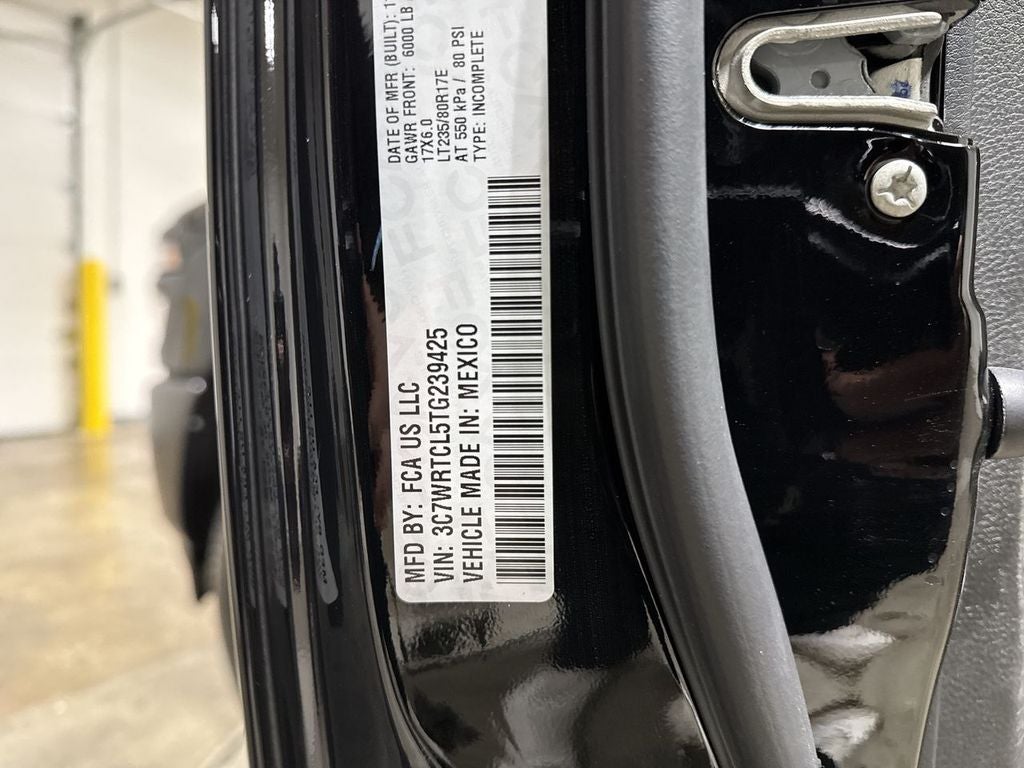 MFD BY: FCA US LLC
VIN: 3C7WRTCL5TG239425
VEHICLE MADE IN: MEXICO
DATE OF MFR (BUILT):
GAWR FRONT: 6000 LB
17X6.0
LT235/80R17E
AT 550 kPa / 80 PSI
TYPE: INCOMPLETE